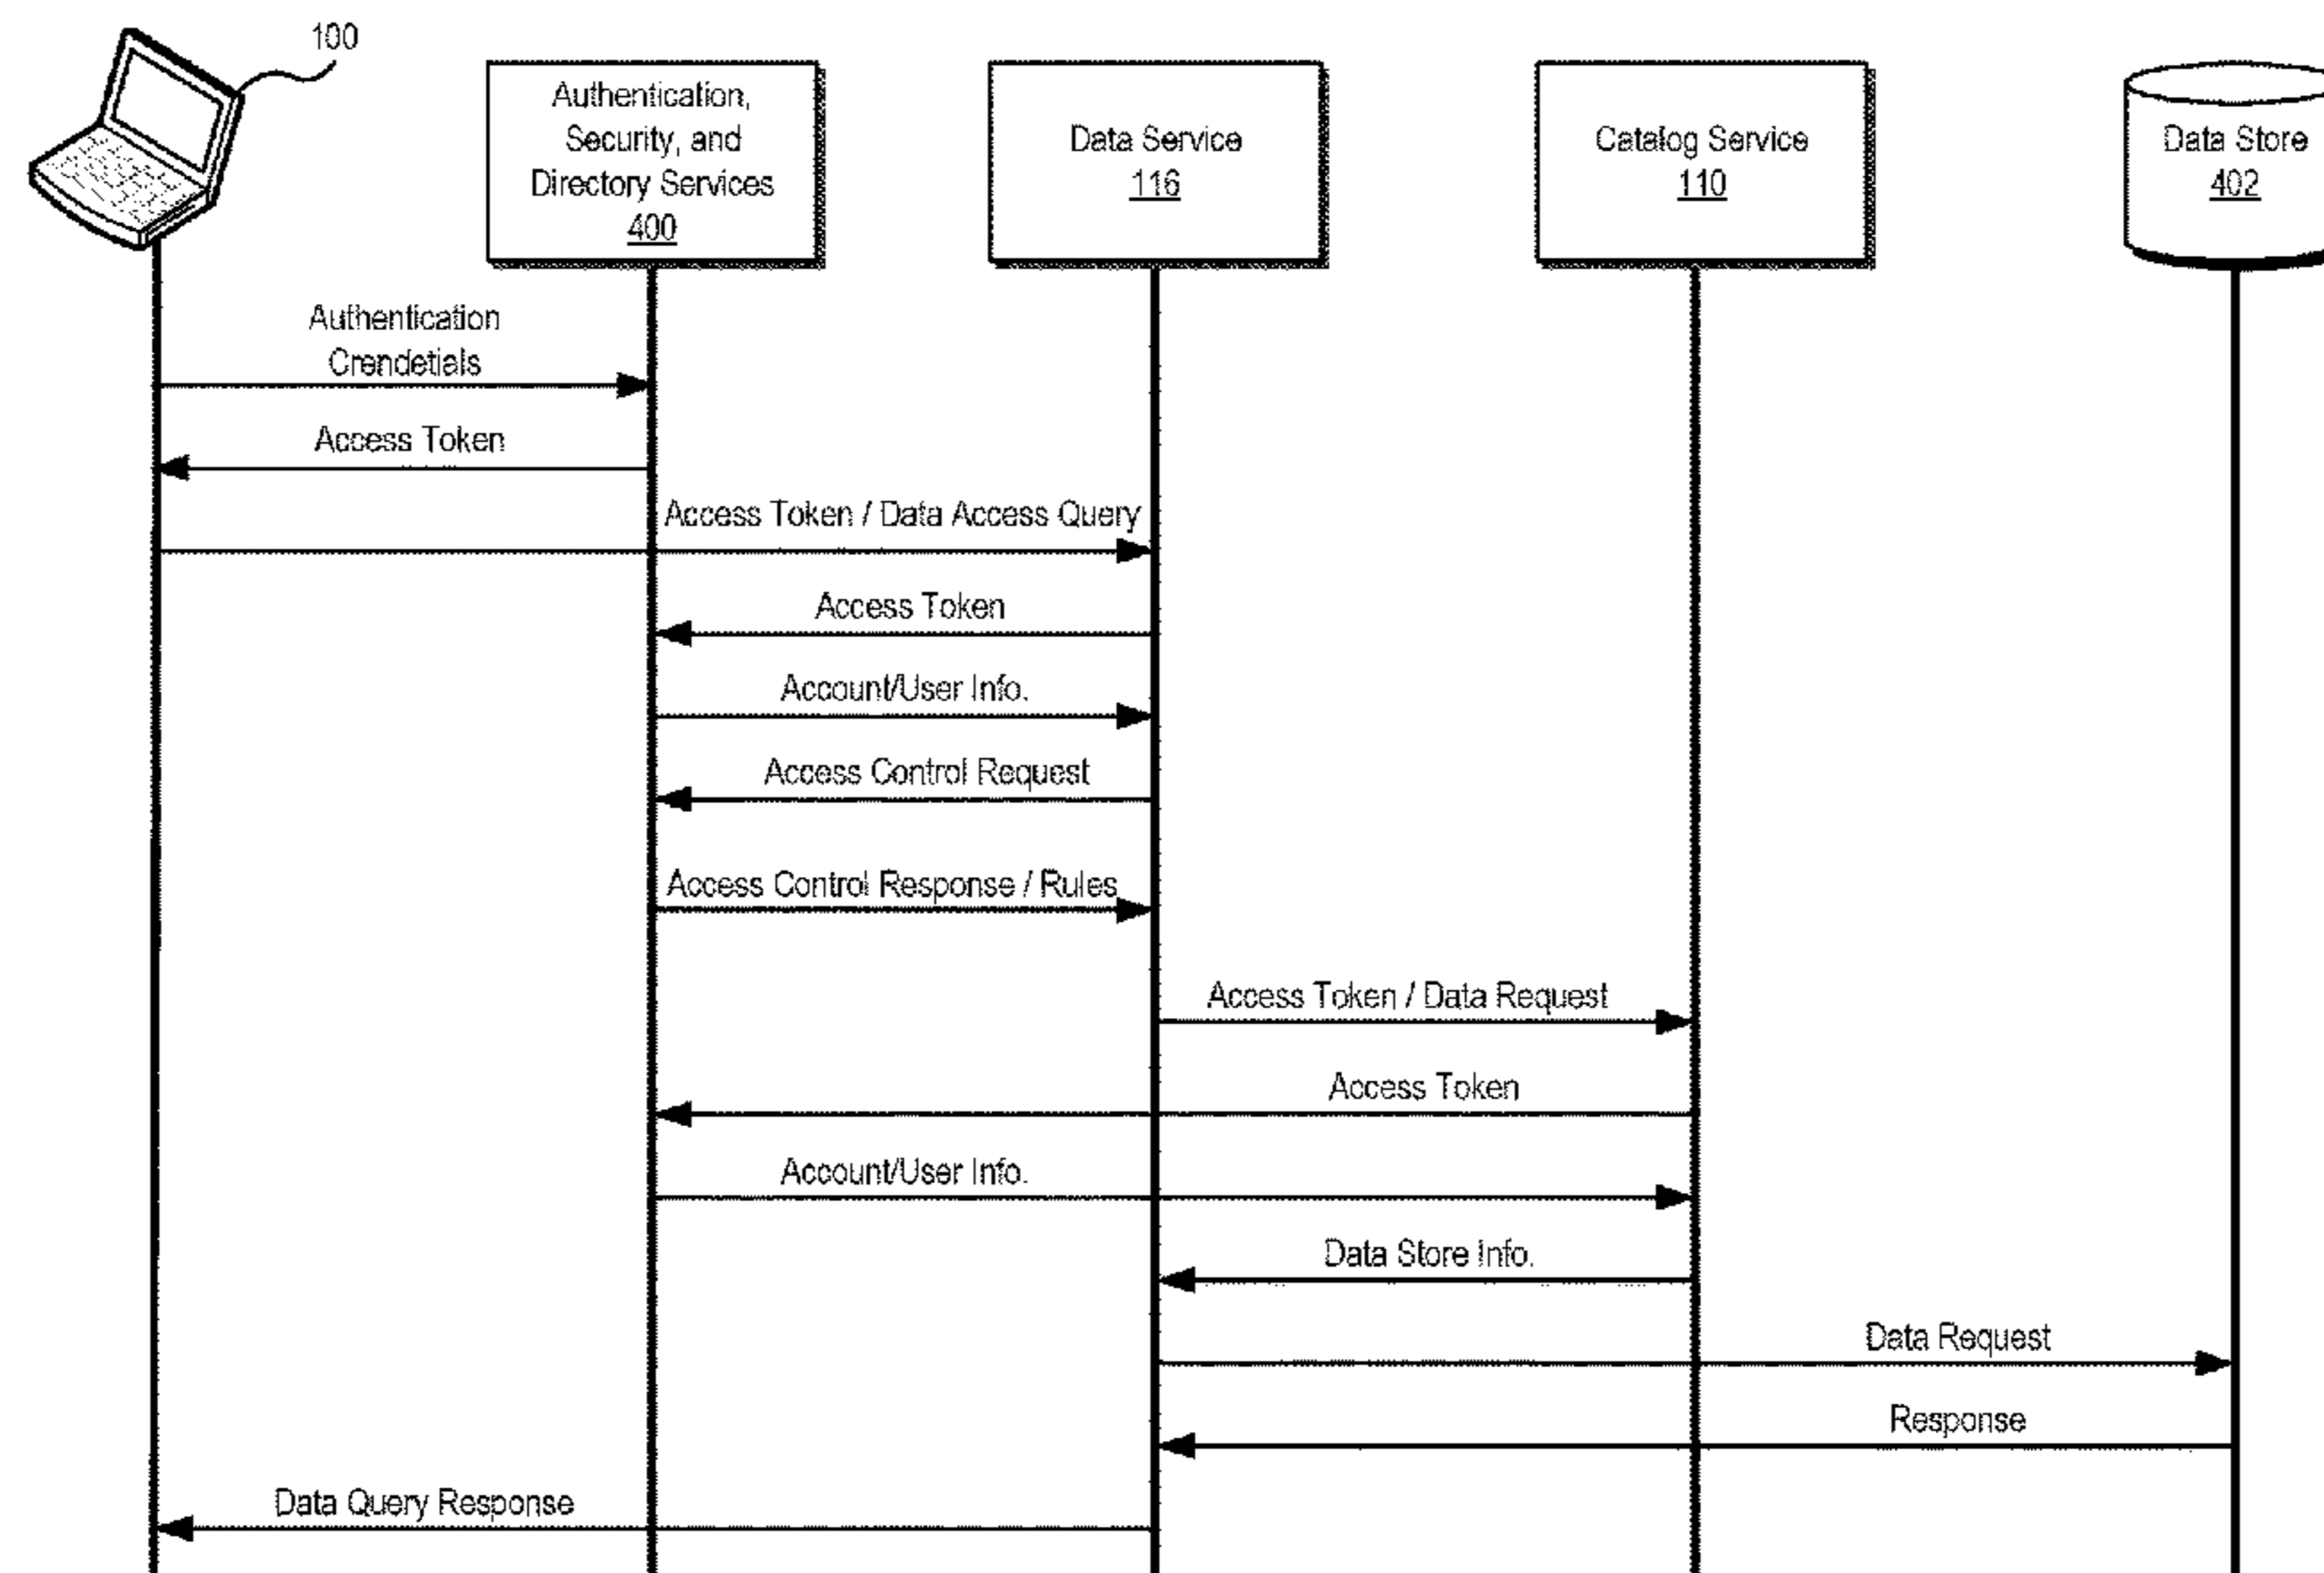 100
Authentication,
Security, and
Directory Services
400
Data Service
116
Catalog Service
110
Data Store
402
Authentication
Crendetials
Access Token
Access Token / Data Access Query
Access Token
Account/User Info.
Access Control Request
Access Control Response / Rules
Access Token / Data Request
Access Token
Account/User Info.
Data Store Info.
Data Request
Response
Data Query Response